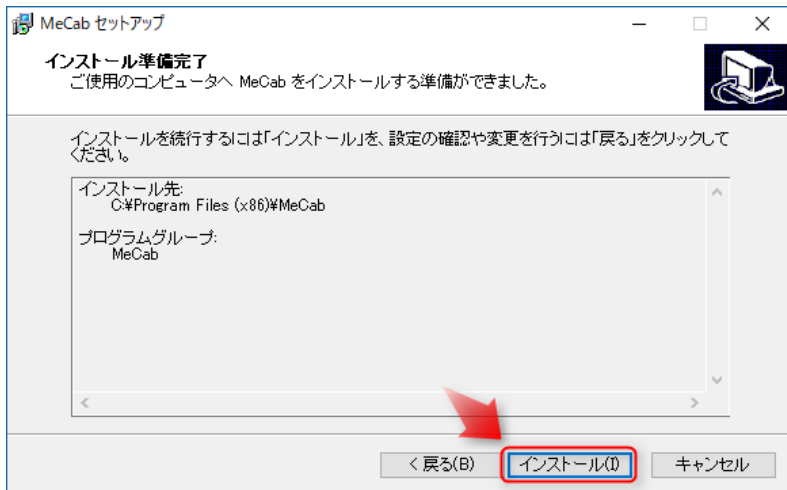 MeCab セットアップ
インストール準備完了
ご使用のコンピュータへ MeCab をインストールする準備ができました。
インストールを続行するには「インストール」を、設定の確認や変更を行うには「戻る」をクリックして
ください。
インストール先:
C:¥Program Files (x86)¥MeCab
プログラムグループ:
MeCab
< 戻る(B)
インストール(I)
キャンセル